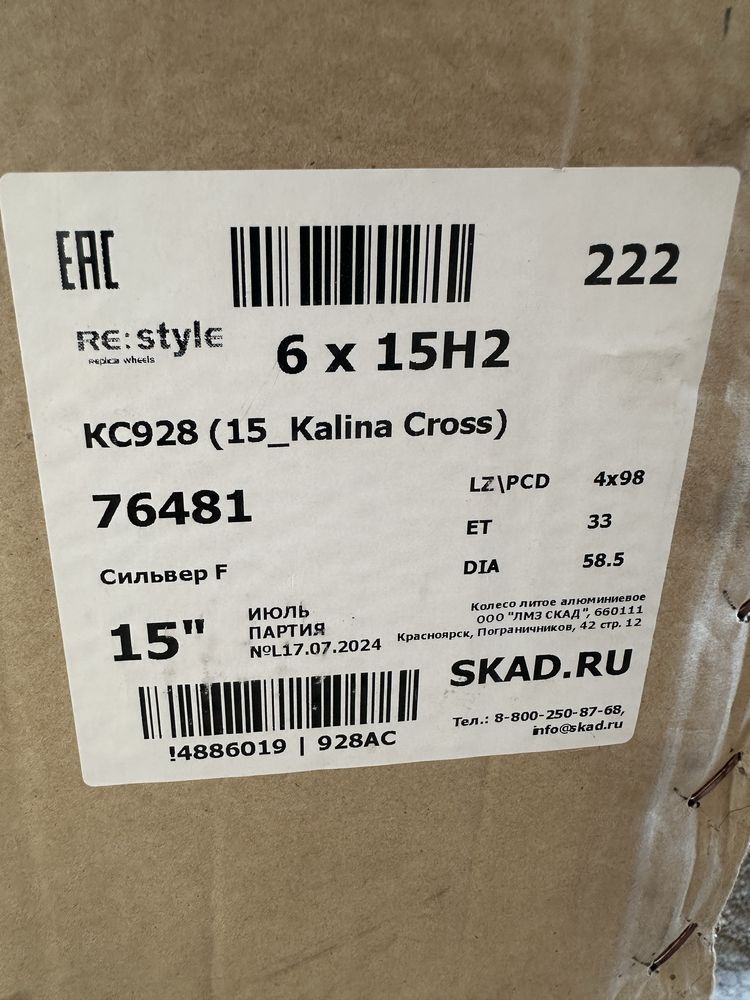 EAC
222
RE:style
replica wheels
6 x 15H2
КС928 (15_Kalina Cross)
76481
LZ\PCD 4x98
ET 33
DIA 58.5
Сильвер F
15"
ИЮЛЬ
ПАРТИЯ
№L17.07.2024
Колесо литое алюминиевое
ООО "ЛМЗ СКАД", 660111
Красноярск, Пограничников, 42 стр. 12
SKAD.RU
Тел.: 8-800-250-87-68,
info@skad.ru
!4886019 | 928AC